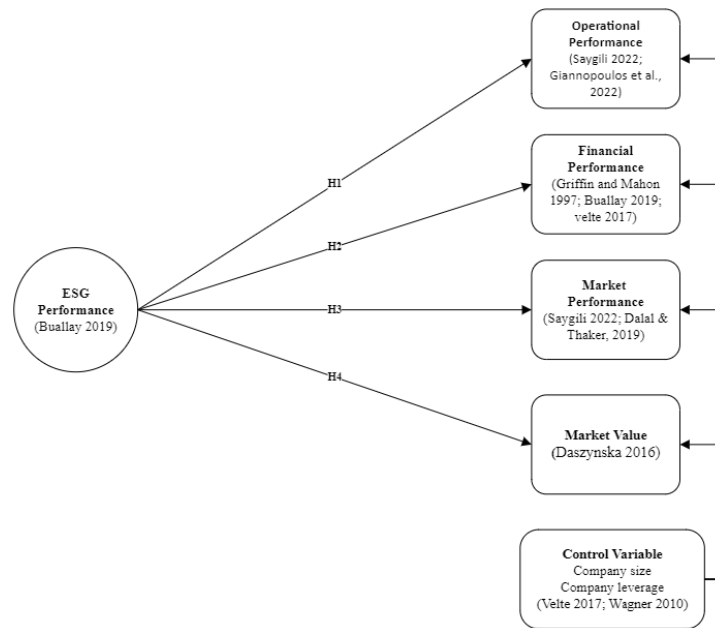 Operational
Performance
(Saygili 2022;
Giannopoulos et al.,
2022)
H1
Financial
Performance
(Griffin and Mahon
1997; Buallay 2019;
velte 2017)
H2
ESG
Performance
(Buallay 2019)
H3
Market
Performance
(Saygili 2022; Dalal &
Thaker, 2019)
H4
Market Value
(Daszynska 2016)
Control Variable
Company size
Company leverage
(Velte 2017; Wagner 2010)